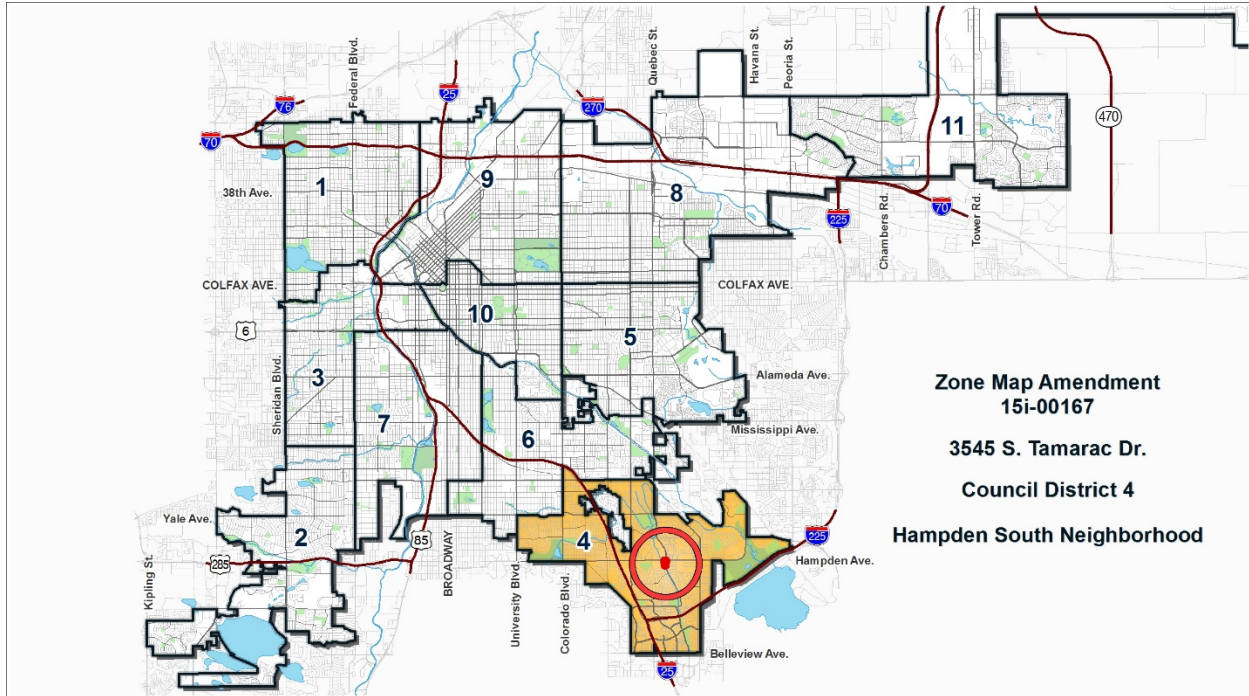 Federal Blvd.
Quebec St.
Havana St.
Peoria St.
76
25
270
470
70
11
38th Ave.
1
9
8
225
Chambers Rd.
70
Tower Rd.
COLFAX AVE.
COLFAX AVE.
6
10
5
Sheridan Blvd.
3
7
Alameda Ave.
Mississippi Ave.
6
Zone Map Amendment
15i-00167
3545 S. Tamarac Dr.
Council District 4
Hampden South Neighborhood
Yale Ave.
2
85
4
225
Kipling St.
285
BROADWAY
University Blvd.
Colorado Blvd.
Hampden Ave.
Belleview Ave.
25